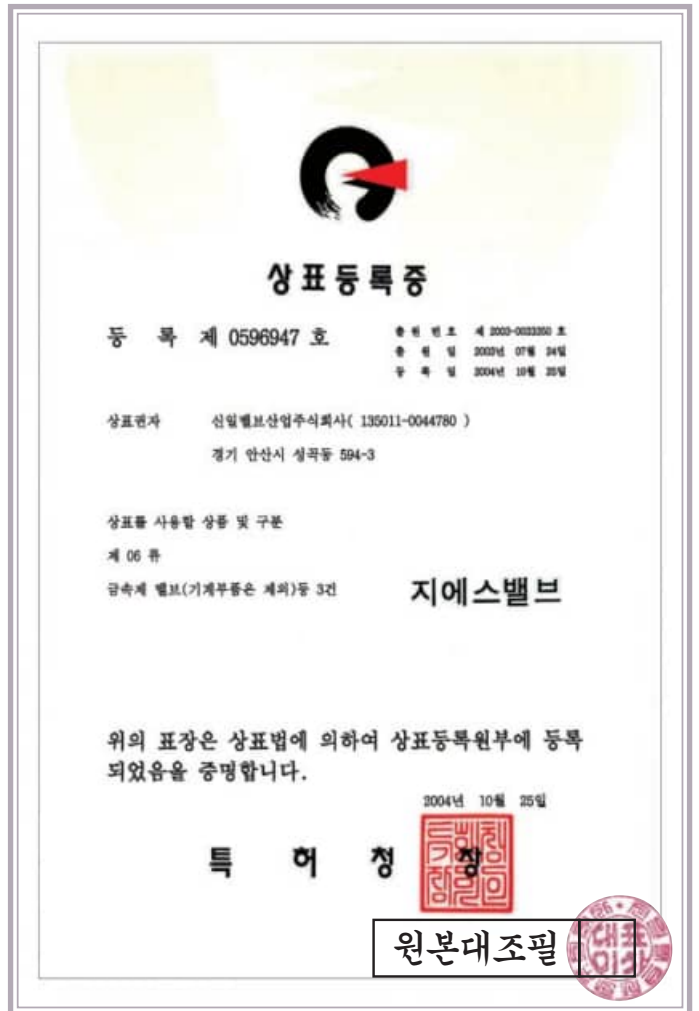 상표등록증
등 록 제 0596947 호
출 원 번 호 제 2003-0033350 호
출 원 일 2003년 07월 24일
등 록 일 2004년 10월 25일
상표권자 신일밸브산업주식회사( 135011-0044780 )
경기 안산시 성곡동 594-3
상표를 사용할 상품 및 구분
제 06 류
금속제 밸브(기계부품은 제외)등 3건
지에스밸브
위의 표장은 상표법에 의하여 상표등록원부에 등록
되었음을 증명합니다.
2004년 10월 25일
특 허 청 장
원본대조필
대표
이사